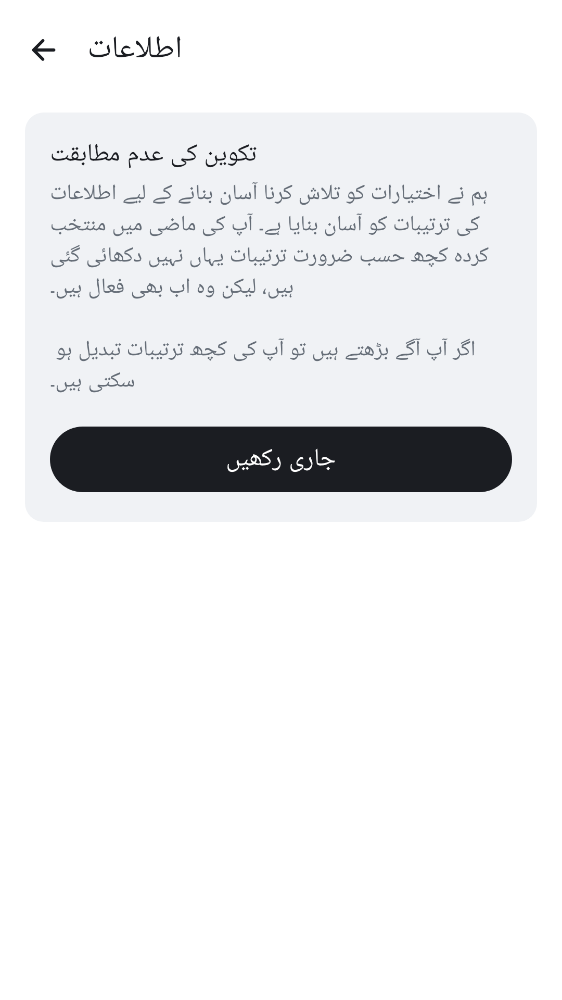 اطلاعات
تکوین کی عدم مطابقت
ہم نے اختیارات کو تلاش کرنا آسان بنانے کے لیے اطلاعات
کی ترتیبات کو آسان بنایا ہے۔ آپ کی ماضی میں منتخب
کردہ کچھ حسب ضرورت ترتیبات یہاں نہیں دکھائی گئی
ہیں، لیکن وہ اب بھی فعال ہیں۔
اگر آپ آگے بڑھتے ہیں تو آپ کی کچھ ترتیبات تبدیل ہو
سکتی ہیں۔
جاری رکھیں